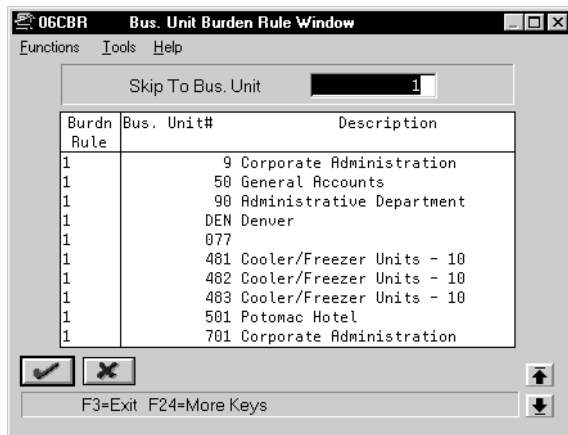 06CBR Bus. Unit Burden Rule Window
Functions Tools Help
Skip To Bus. Unit 1
Burdn Bus. Unit# Description
Rule
1 9 Corporate Administration
1 50 General Accounts
1 90 Administrative Department
1 DEN Denver
1 077
1 481 Cooler/Freezer Units - 10
1 482 Cooler/Freezer Units - 10
1 483 Cooler/Freezer Units - 10
1 501 Potomac Hotel
1 701 Corporate Administration
F3=Exit F24=More Keys